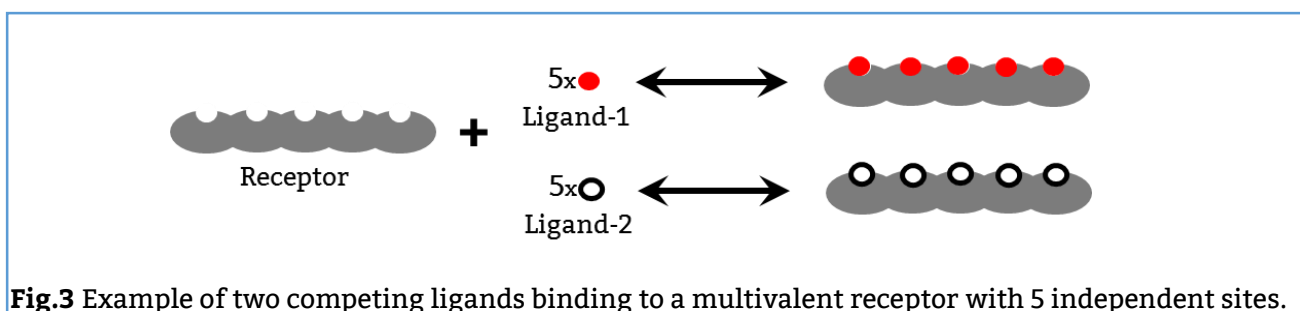 5x
Ligand-1
+
Receptor
5x
Ligand-2
Fig.3 Example of two competing ligands binding to a multivalent receptor with 5 independent sites.